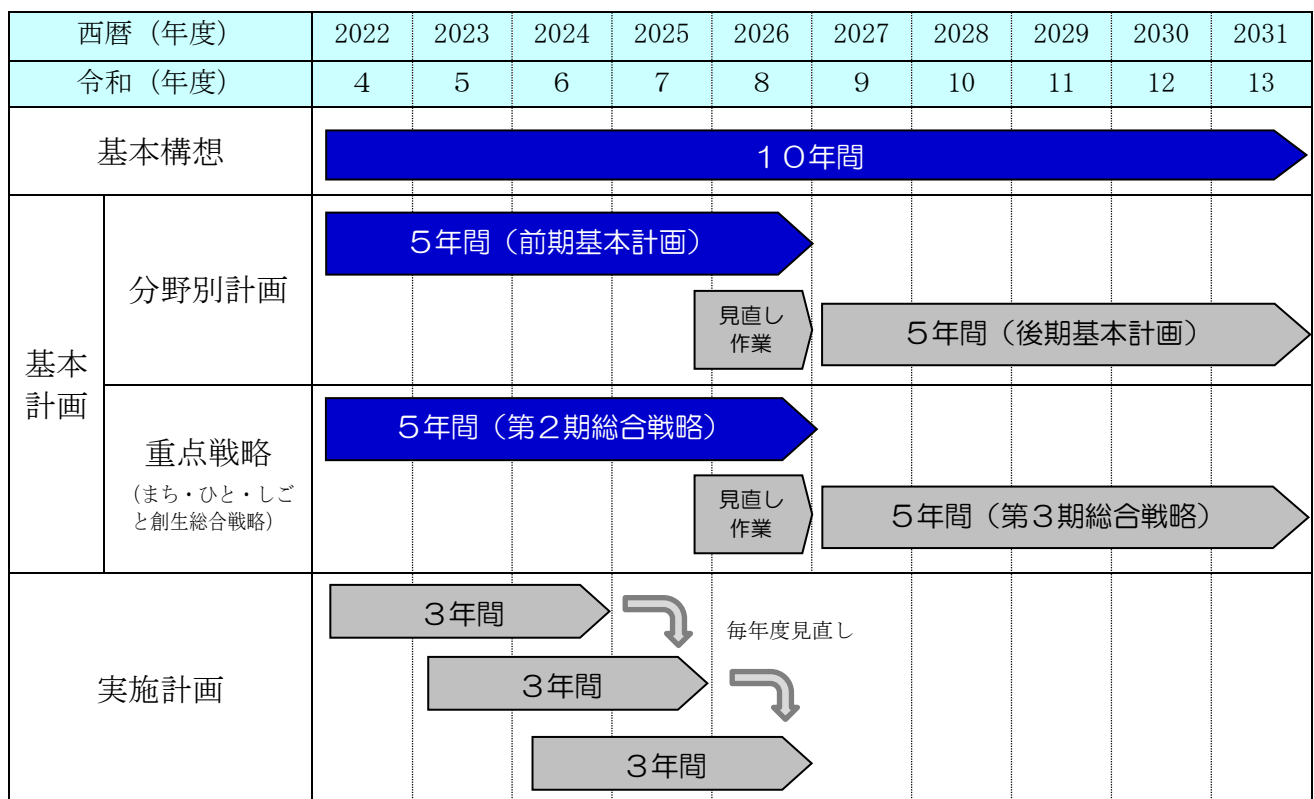 西暦（年度） 2022 2023 2024 2025 2026 2027 2028 2029 2030 2031
令和（年度） 4 5 6 7 8 9 10 11 12 13
基本構想
１０年間
基本
計画
分野別計画
５年間（前期基本計画）
見直し
作業
５年間（後期基本計画）
重点戦略
(まち・ひと・しご
と創生総合戦略)
５年間（第２期総合戦略）
見直し
作業
５年間（第３期総合戦略）
実施計画
３年間
毎年度見直し
３年間
３年間